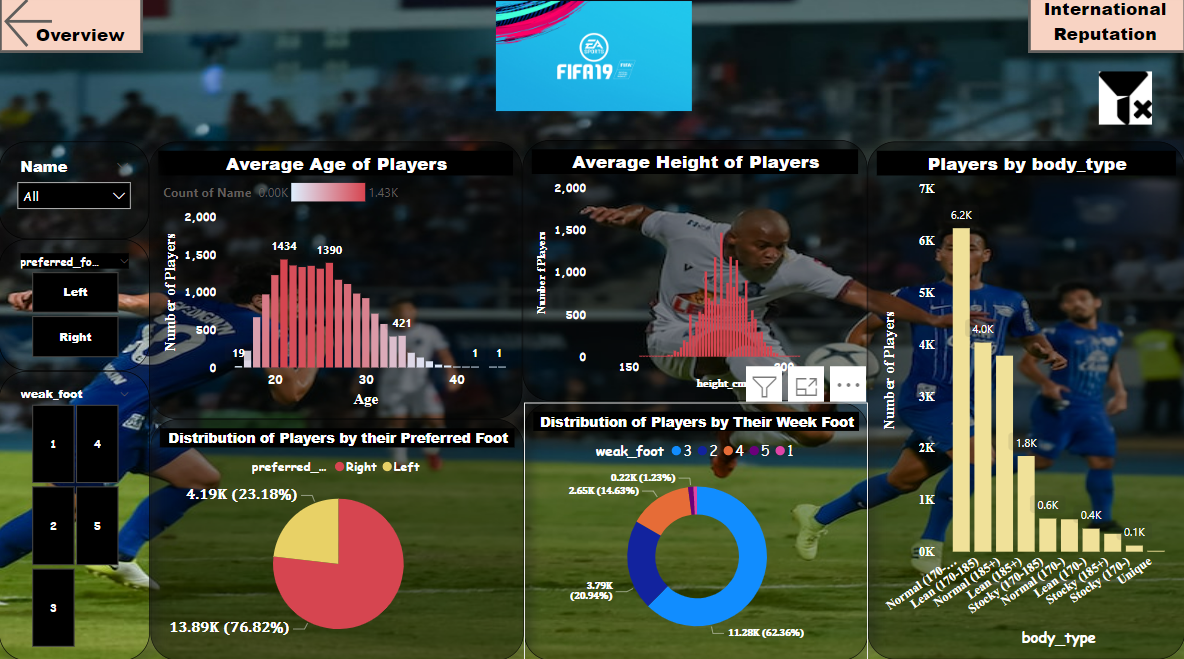 Overview
EA
SPORTS
FIFA19
International
Reputation
Name
All
preferred_fo...
Left
Right
weak_foot
1
4
2
5
3
Average Age of Players
Count of Name 0.00K 1.43K
2,000
1,500
1,000
500
0
Number of Players
19
1434
1390
421
1
1
20
30
40
Age
Average Height of Players
2,000
1,500
1,000
500
0
Number fPlayers
150
200
height_cm
Players by body_type
7K
6K
5K
4K
3K
2K
1K
0K
Number of Players
6.2K
4.0K
1.8K
0.6K
0.4K
0.1K
Normal (170-...
Lean (170-185)
Normal (185+)
Lean (185+)
Stocky (170-185)
Normal (170-)
Lean (170-)
Stocky (185+)
Stocky (170-)
Unique
body_type
Distribution of Players by their Preferred Foot
preferred_... Right Left
4.19K (23.18%)
13.89K (76.82%)
Distribution of Players by Their Week Foot
weak_foot 3 2 4 5 1
0.22K (1.23%)
2.65K (14.63%)
3.79K
(20.94%)
11.28K (62.36%)